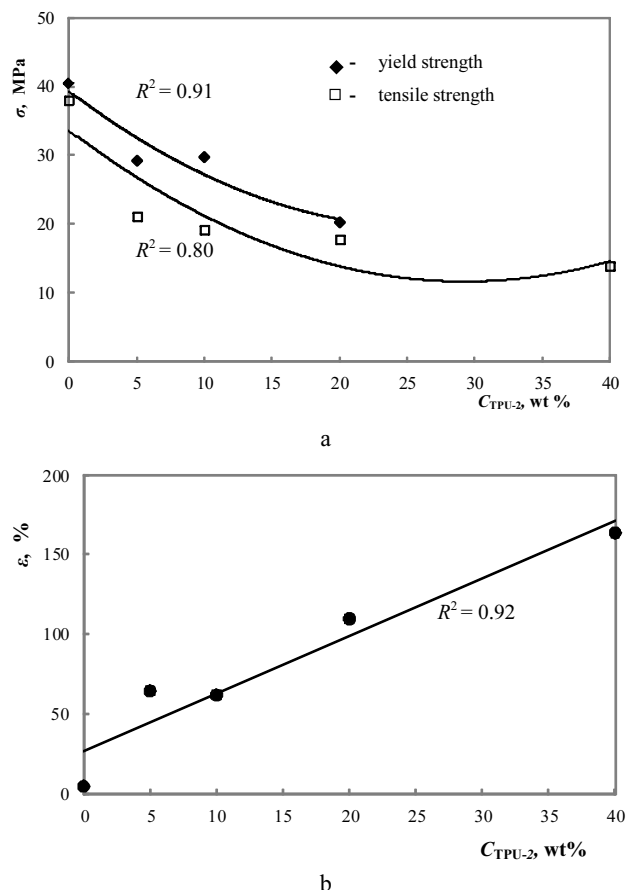 50
40
30
20
10
0
σ, MPa
◆ - yield strength
□ - tensile strength
R² = 0.91
R² = 0.80
0 5 10 15 20 25 30 35 40
C_TPU-2, wt %
a
200
150
100
50
0
ε, %
R² = 0.92
0 5 10 15 20 25 30 35 40
C_TPU-2, wt%
b